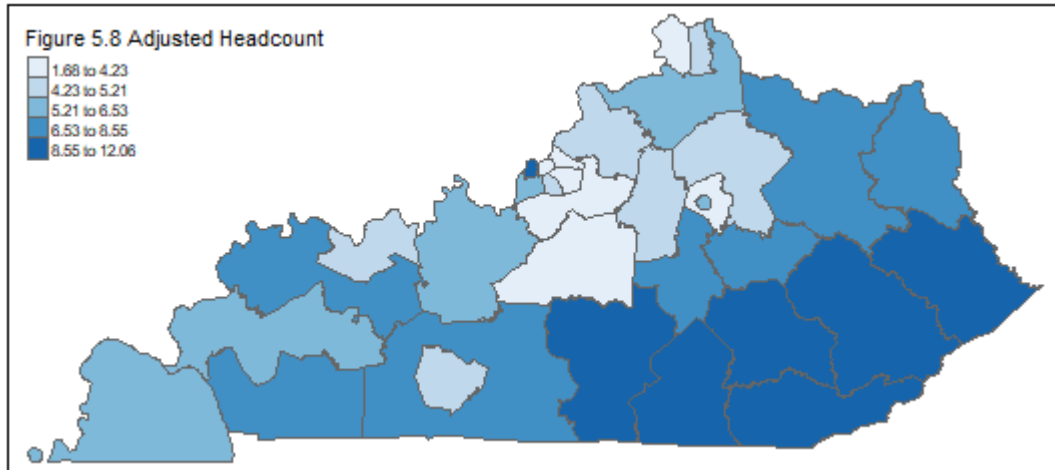 Figure 5.8 Adjusted Headcount
1.68 to 4.23
4.23 to 5.21
5.21 to 6.53
6.53 to 8.55
8.55 to 12.06